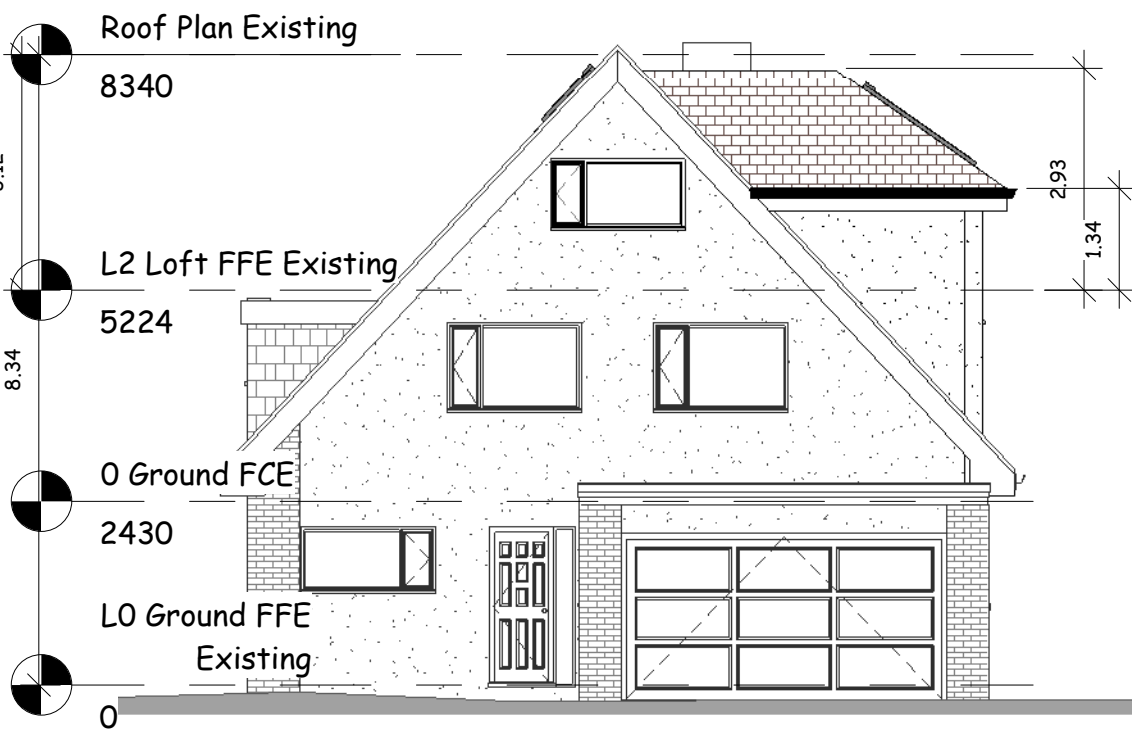 Roof Plan Existing
8340
2.93
1.34
L2 Loft FFE Existing
5224
8.34
0 Ground FCE
2430
L0 Ground FFE
Existing
0